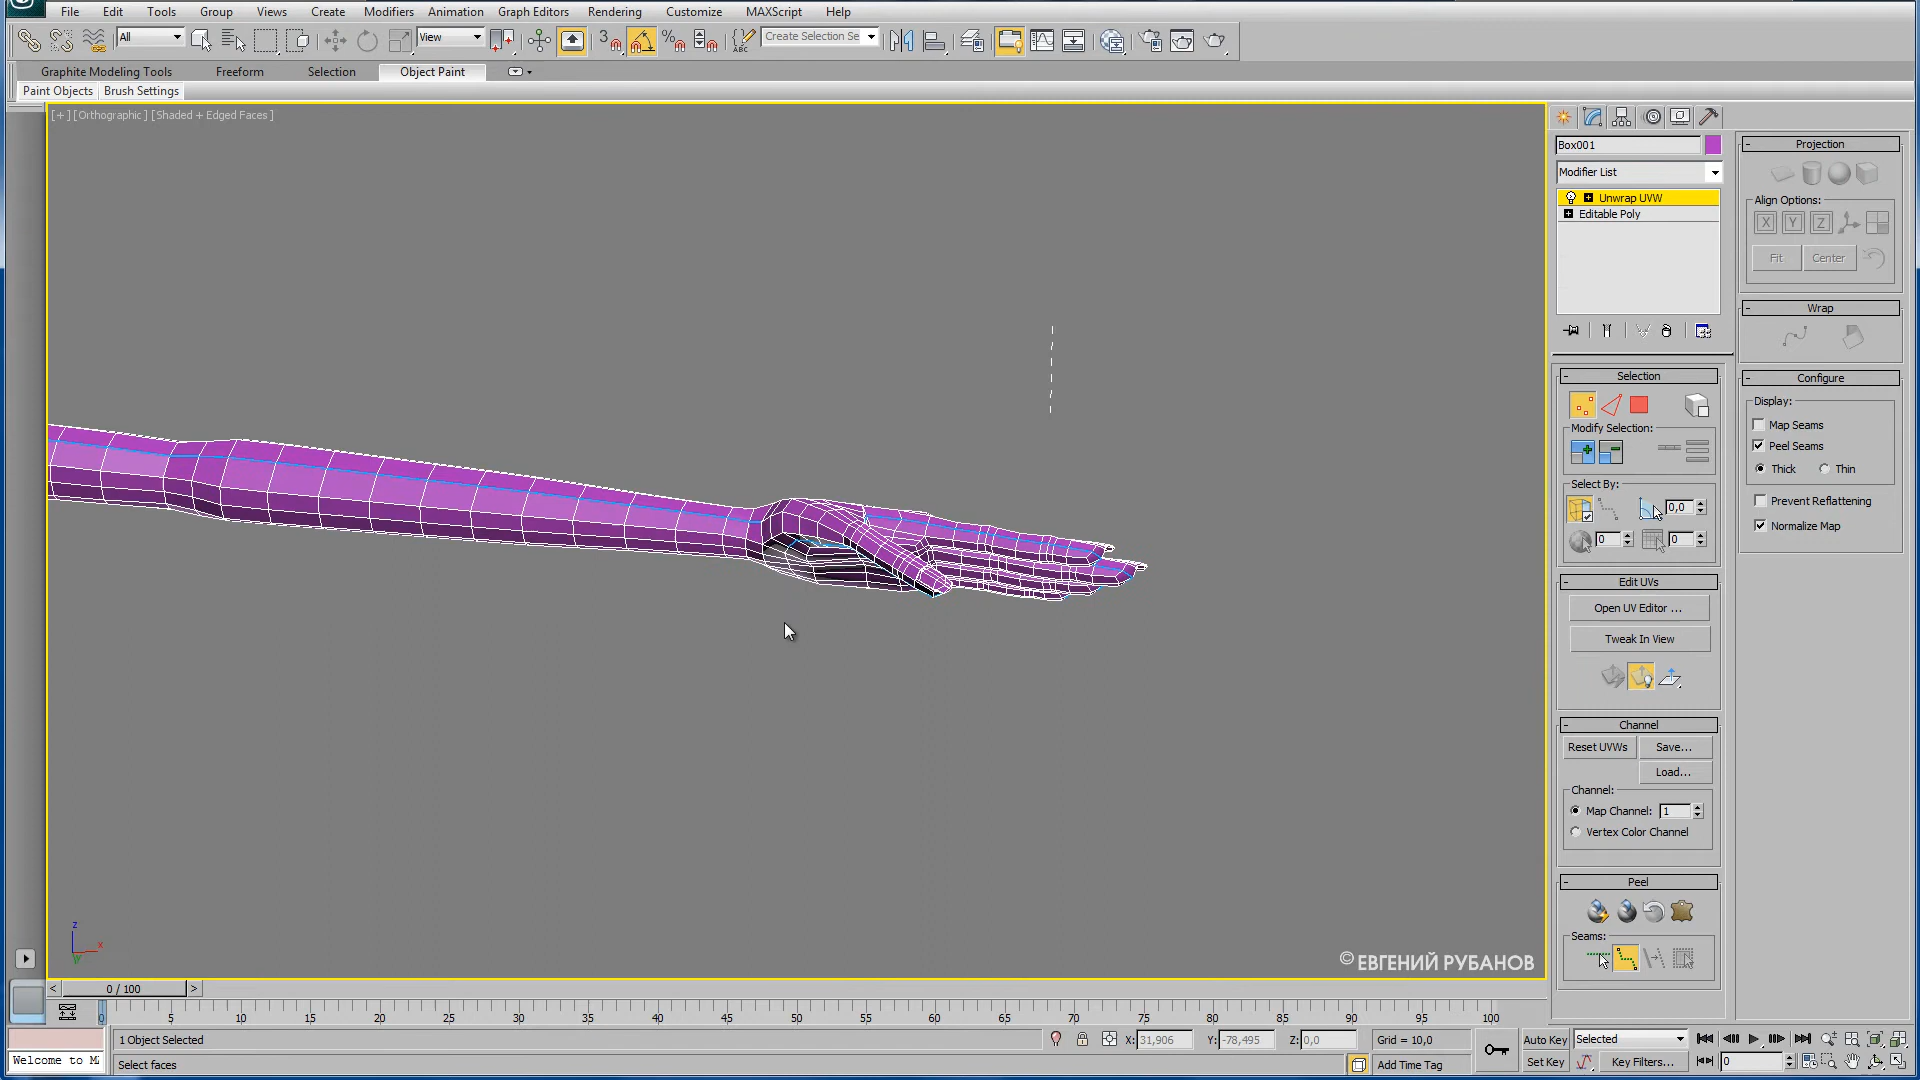 File Edit Tools Group Views Create Modifiers Animation Graph Editors Rendering Customize MAXScript Help
All View 3 % ABC Create Selection Se
Graphite Modeling Tools Freeform Selection Object Paint
Paint Objects Brush Settings
[+] [Orthographic] [Shaded + Edged Faces]
Box001
Modifier List
Unwrap UVW
Editable Poly
Selection
Modify Selection:
Select By:
0,0
0 0
Edit UVs
Open UV Editor ...
Tweak In View
Channel
Reset UVWs Save...
Load...
Channel:
Map Channel: 1
Vertex Color Channel
Peel
Seams:
Projection
Align Options:
X Y Z
Fit Center
Wrap
Configure
Display:
Map Seams
Peel Seams
Thick Thin
Prevent Reflattening
Normalize Map
z
x
y
© ЕВГЕНИЙ РУБАНОВ
< 0 / 100 >
0 5 10 15 20 25 30 35 40 45 50 55 60 65 70 75 80 85 90 95 100
1 Object Selected X: 31,906 Y: -78,495 Z: 0,0 Grid = 10,0 Auto Key Selected
Welcome to M Select faces Add Time Tag Set Key Key Filters... 0